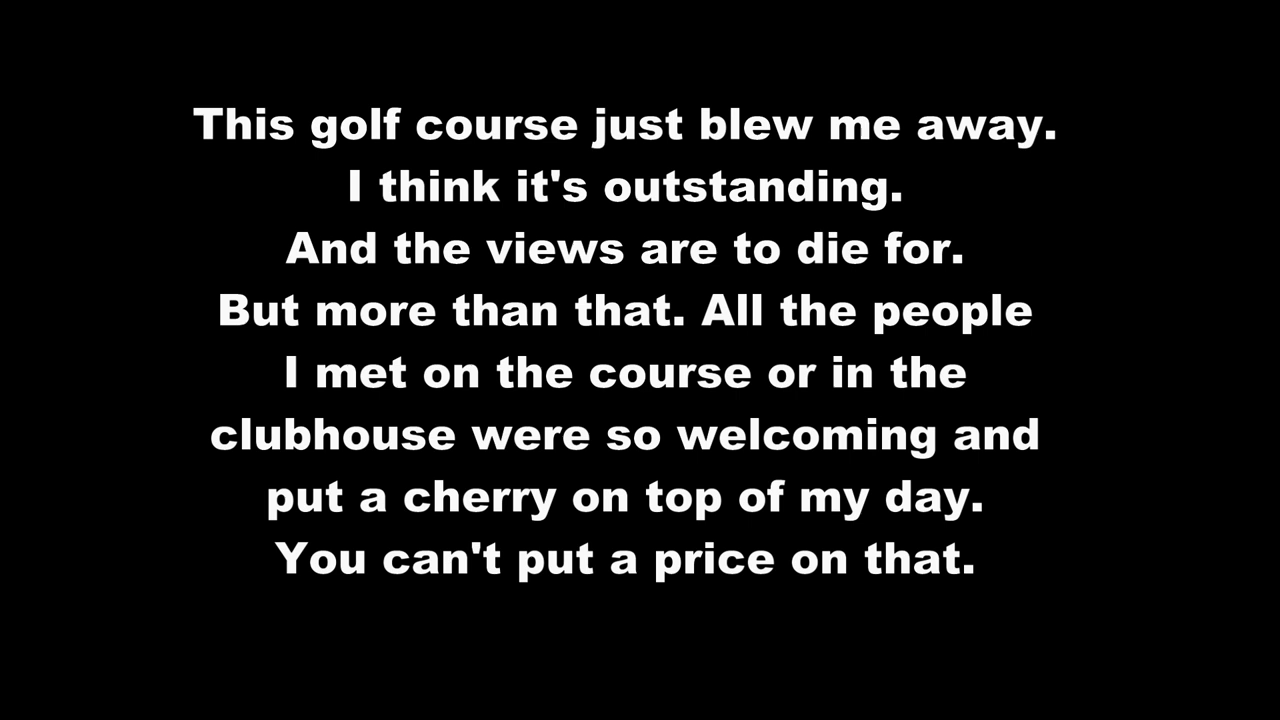 This golf course just blew me away.
I think it's outstanding.
And the views are to die for.
But more than that. All the people
I met on the course or in the
clubhouse were so welcoming and
put a cherry on top of my day.
You can't put a price on that.